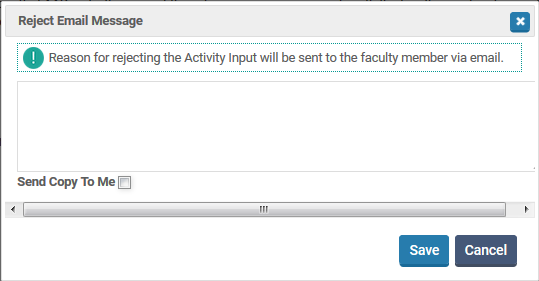 Reject Email Message
Reason for rejecting the Activity Input will be sent to the faculty member via email.
Send Copy To Me
Save Cancel